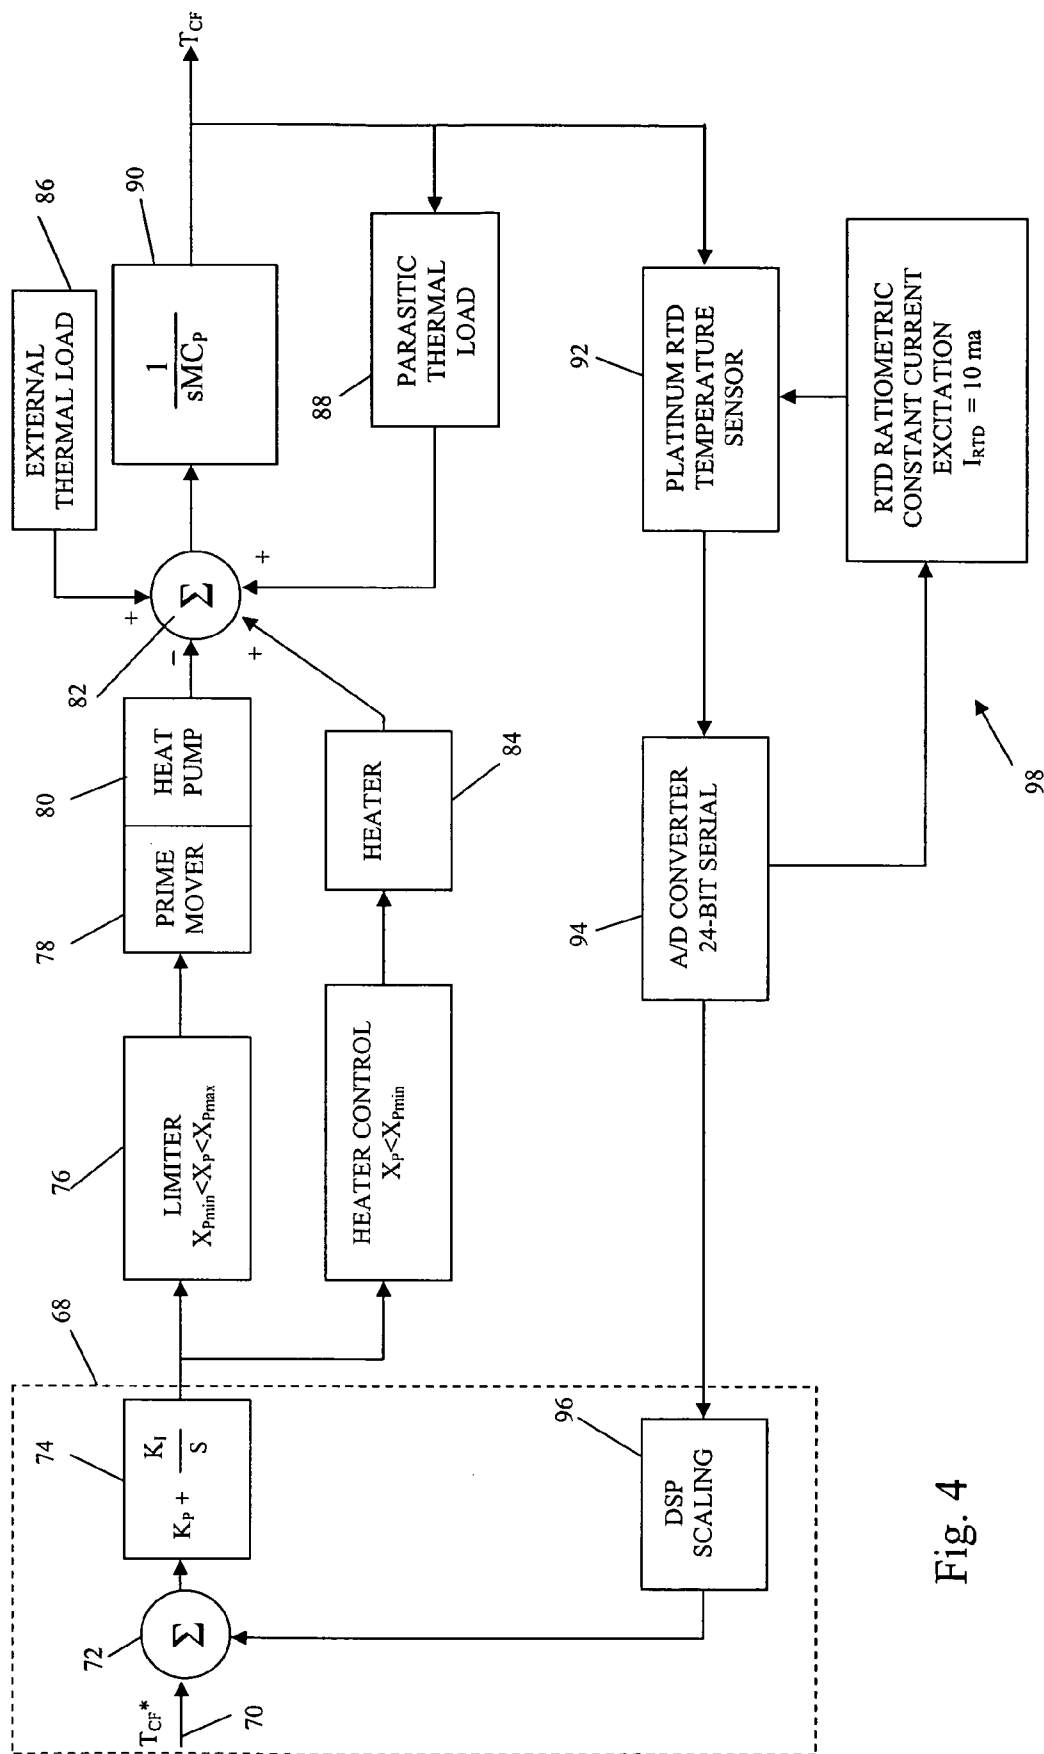 T_CF*
70
72
Σ
74
K_P + K_I
S
68
76
LIMITER
X_Pmin<X_P<X_Pmax
HEATER CONTROL
X_P<X_Pmin
78
PRIME
MOVER
80
HEAT
PUMP
HEATER
84
82
Σ
−
+
+
+
86
EXTERNAL
THERMAL LOAD
90
1
sMC_P
T_CF
88
PARASITIC
THERMAL
LOAD
92
PLATINUM RTD
TEMPERATURE
SENSOR
RTD RATIOMETRIC
CONSTANT CURRENT
EXCITATION
I_RTD = 10 ma
94
A/D CONVERTER
24-BIT SERIAL
98
96
DSP
SCALING
Fig. 4